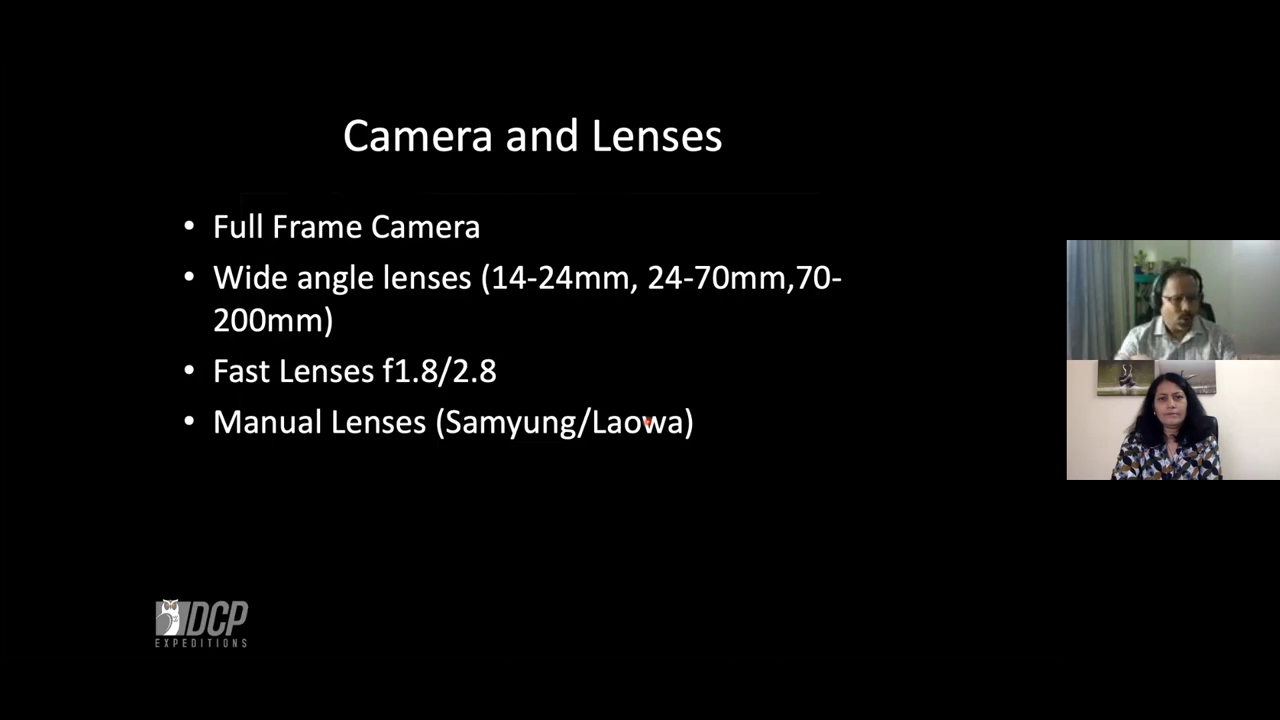 Camera and Lenses
• Full Frame Camera
• Wide angle lenses (14-24mm, 24-70mm,70-
200mm)
• Fast Lenses f1.8/2.8
• Manual Lenses (Samyung/Laowa)
DCP
EXPEDITIONS